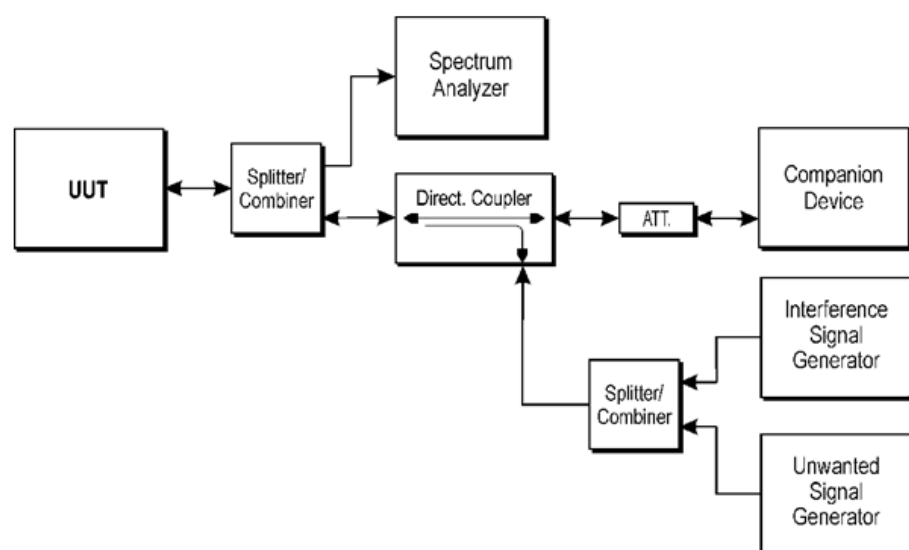 Spectrum
Analyzer
UUT
Splitter/
Combiner
Direct. Coupler
ATT.
Companion
Device
Interference
Signal
Generator
Splitter/
Combiner
Unwanted
Signal
Generator